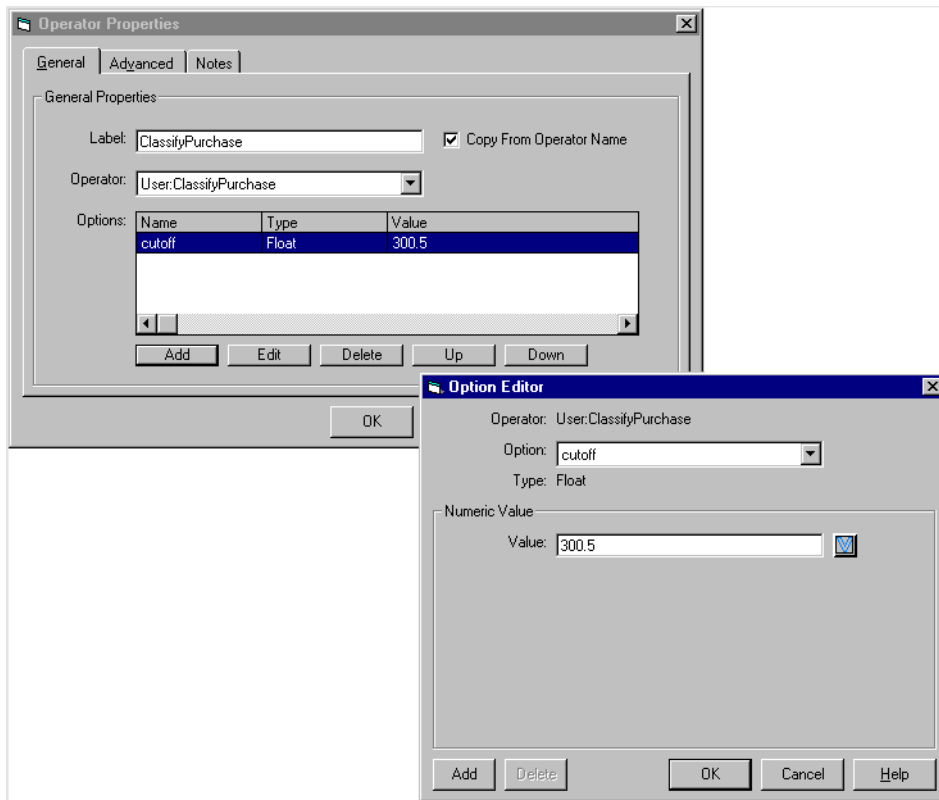 Operator Properties
General Advanced Notes
General Properties
Label: ClassifyPurchase Copy From Operator Name
Operator: User:ClassifyPurchase
Options: Name Type Value
cutoff Float 300.5
Add Edit Delete Up Down
OK
Option Editor
Operator: User:ClassifyPurchase
Option: cutoff
Type: Float
Numeric Value
Value: 300.5
Add Delete OK Cancel Help